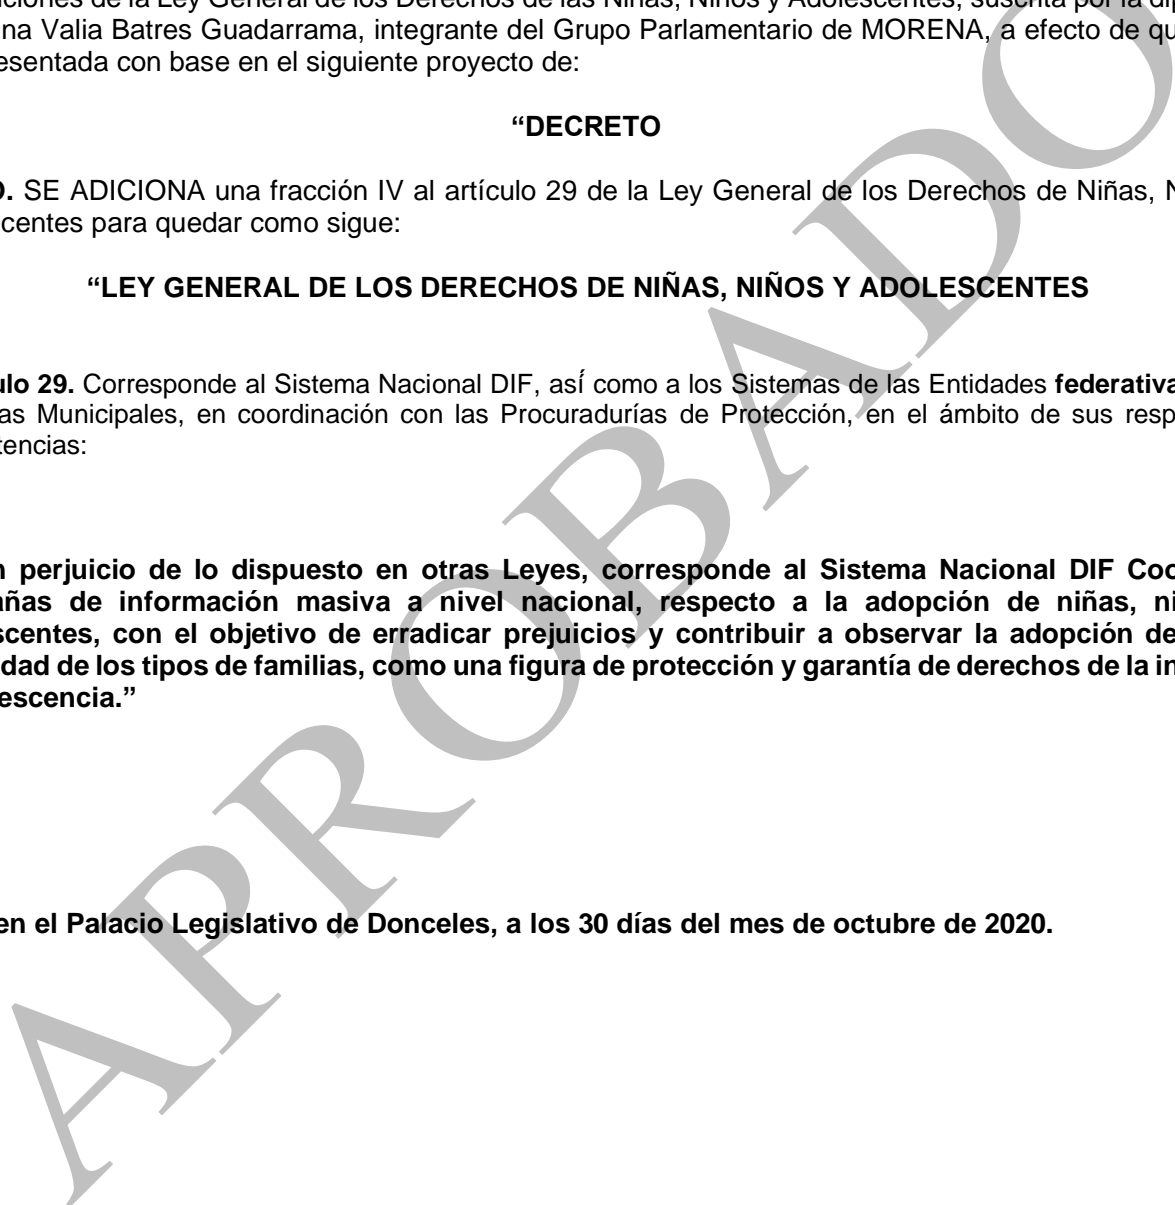 ciones de la Ley General de los Derechos de las Niñas, Niños y Adolescentes, suscrita por la dip
na Valia Batres Guadarrama, integrante del Grupo Parlamentario de MORENA, a efecto de qu
esentada con base en el siguiente proyecto de:
“DECRETO
O. SE ADICIONA una fracción IV al artículo 29 de la Ley General de los Derechos de Niñas, N
centes para quedar como sigue:
“LEY GENERAL DE LOS DERECHOS DE NIÑAS, NIÑOS Y ADOLESCENTES
ulo 29. Corresponde al Sistema Nacional DIF, así como a los Sistemas de las Entidades federativa
as Municipales, en coordinación con las Procuradurías de Protección, en el ámbito de sus resp
tencias:
n perjuicio de lo dispuesto en otras Leyes, corresponde al Sistema Nacional DIF Coo
añas de información masiva a nivel nacional, respecto a la adopción de niñas, ni
scentes, con el objetivo de erradicar prejuicios y contribuir a observar la adopción de
dad de los tipos de familias, como una figura de protección y garantía de derechos de la in
escencia.”
en el Palacio Legislativo de Donceles, a los 30 días del mes de octubre de 2020.
APROBADO